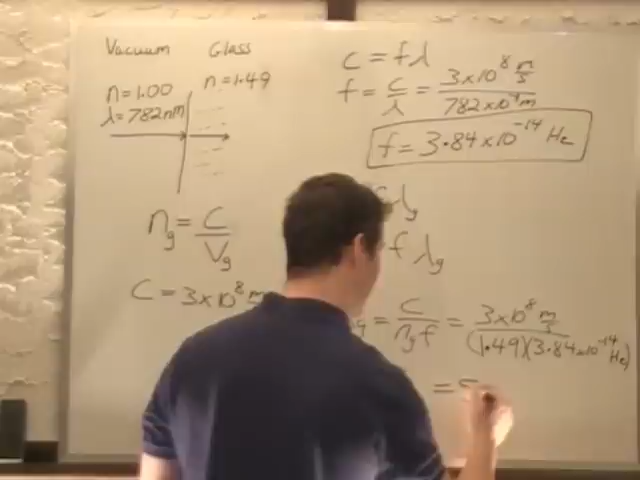 Vacuum Glass
n=1.00 n=1.49
λ=782nm
n_g = C/V_g
C = 3×10^8 m
C = fλ
f = C/λ = 3×10^8 m/s / 782×10^-9 m
f = 3.84×10^-14 Hz
λ_g
f λ_g
g = C/(n_g f) = 3×10^8 m/s / (1.49)(3.84×10^-14 Hz)
=